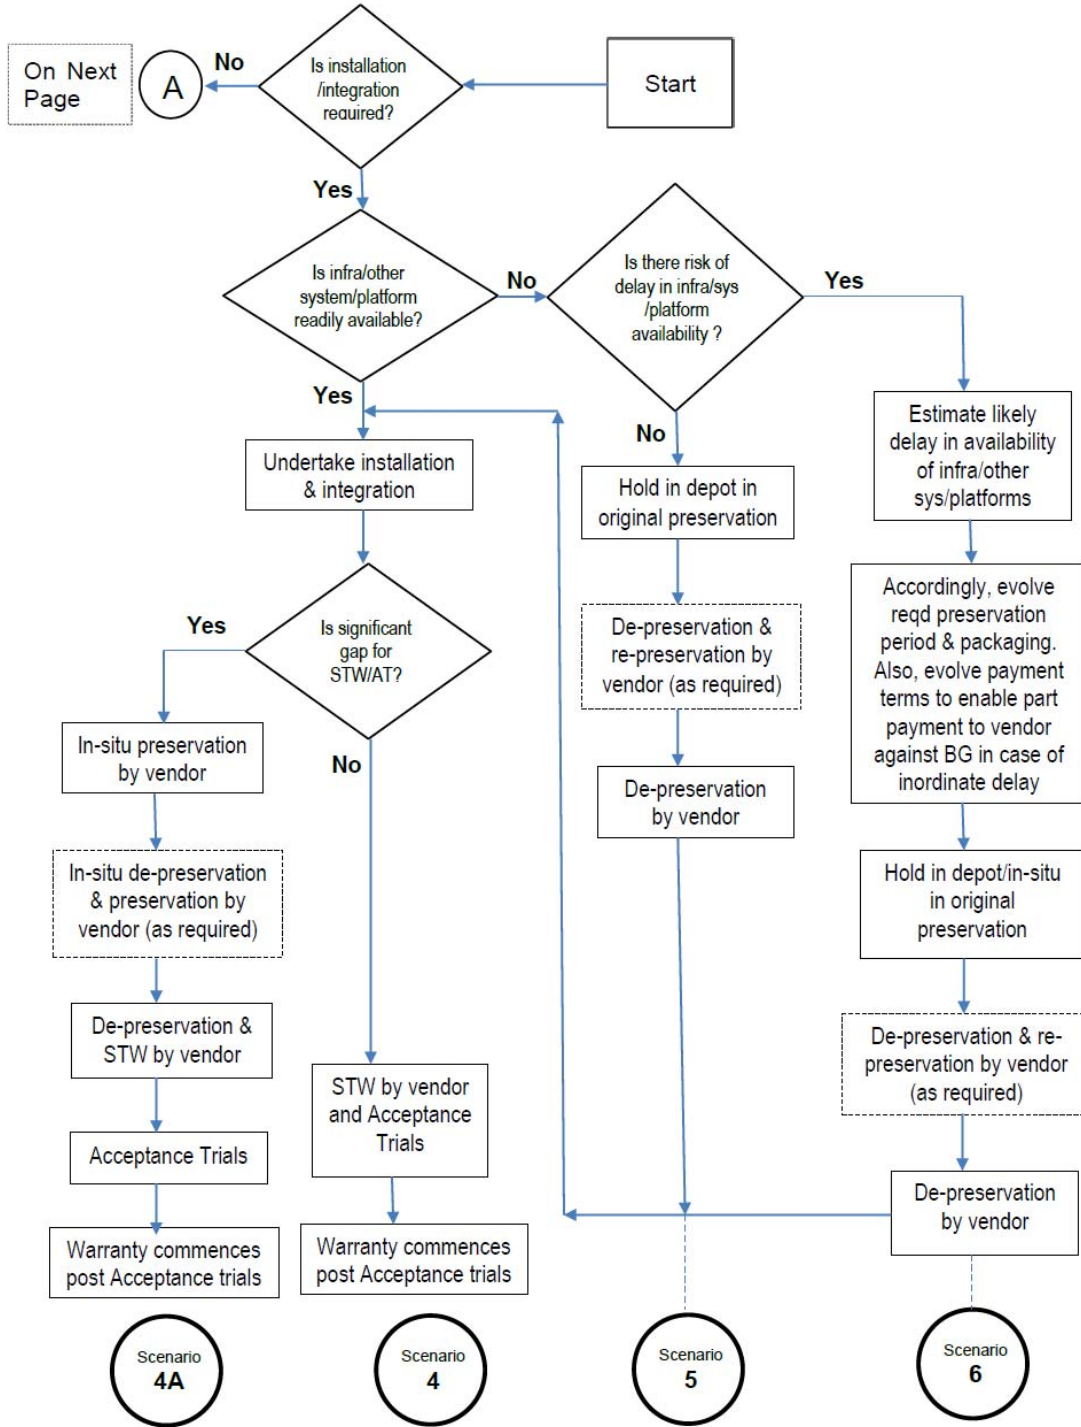 On Next
Page
A
No
Is installation
/integration
required?
Start
Yes
Is infra/other
system/platform
readily available?
No
Is there risk of
delay in infra/sys
/platform
availability ?
Yes
Yes
No
Estimate likely
delay in availability
of infra/other
sys/platforms
Undertake installation
& integration
Hold in depot in
original preservation
Accordingly, evolve
reqd preservation
period & packaging.
Also, evolve payment
terms to enable part
payment to vendor
against BG in case of
inordinate delay
Yes
Is significant
gap for
STW/AT?
De-preservation &
re-preservation by
vendor (as required)
In-situ preservation
by vendor
No
De-preservation
by vendor
In-situ de-preservation
& preservation by
vendor (as required)
Hold in depot/in-situ
in original
preservation
De-preservation &
STW by vendor
De-preservation & re-
preservation by vendor
(as required)
STW by vendor
and Acceptance
Trials
Acceptance Trials
De-preservation
by vendor
Warranty commences
post Acceptance trials
Warranty commences
post Acceptance trials
Scenario
4A
Scenario
4
Scenario
5
Scenario
6